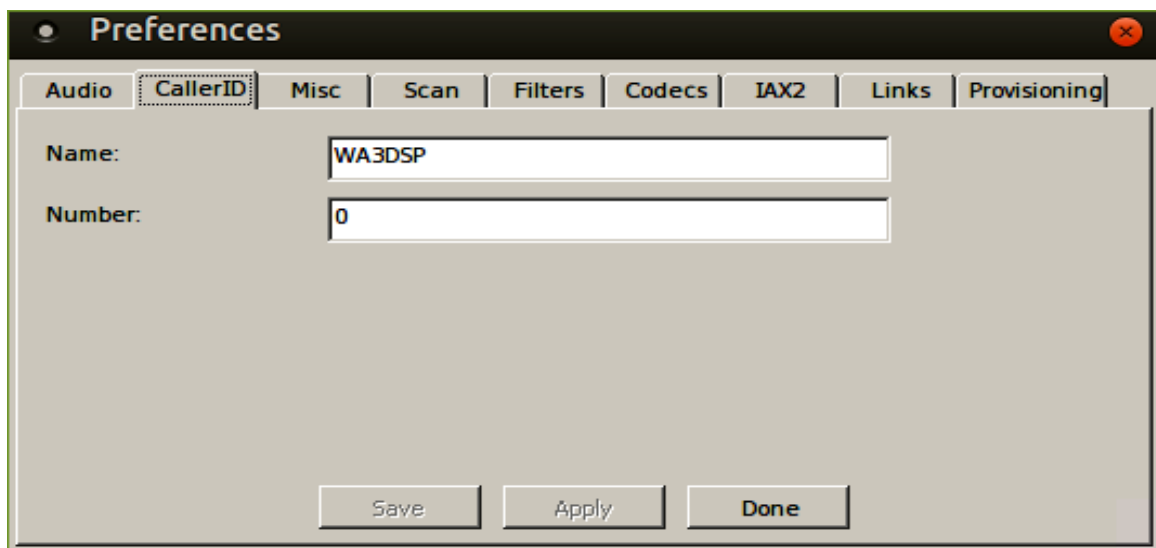 Preferences
Audio CallerID Misc Scan Filters Codecs IAX2 Links Provisioning
Name: WA3DSP
Number: 0
Save Apply Done